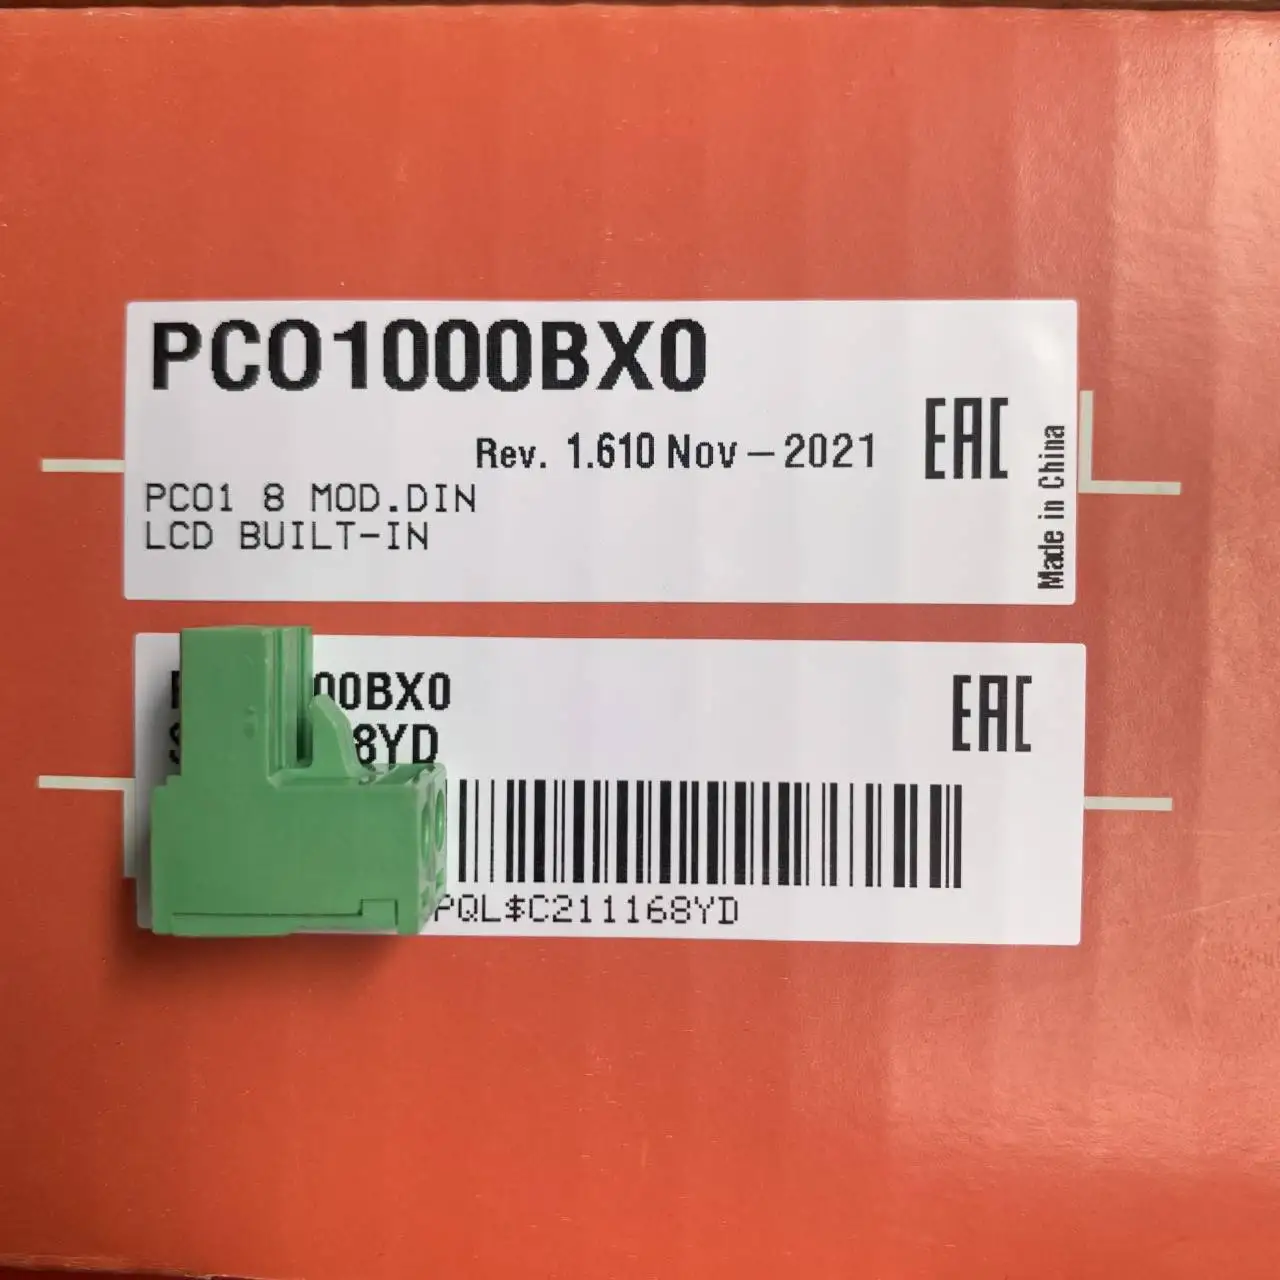 PCO1000BX0
Rev. 1.610 Nov-2021
EAC
Made in China
PCO1 8 MOD.DIN
LCD BUILT-IN
00BX0
8YD
EAC
PQL$C211168YD